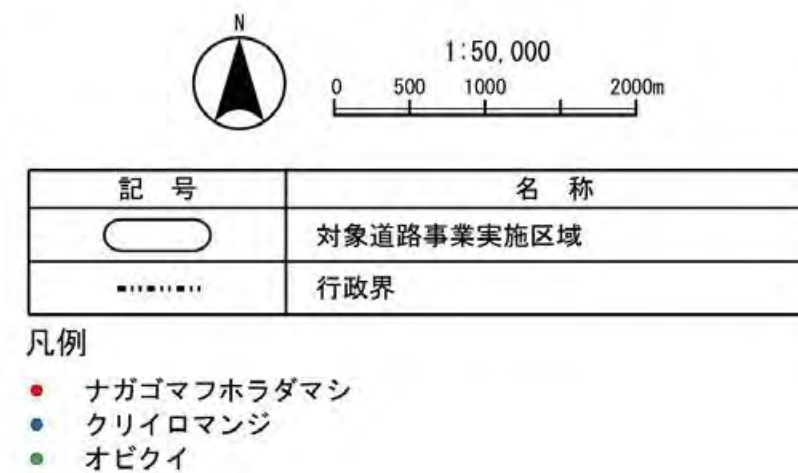 N
1:50,000
0 500 1000 2000m
記 号 名 称
対象道路事業実施区域
行政界
凡例
ナガゴマフホラダマシ
クリイロマンジ
オビクイ